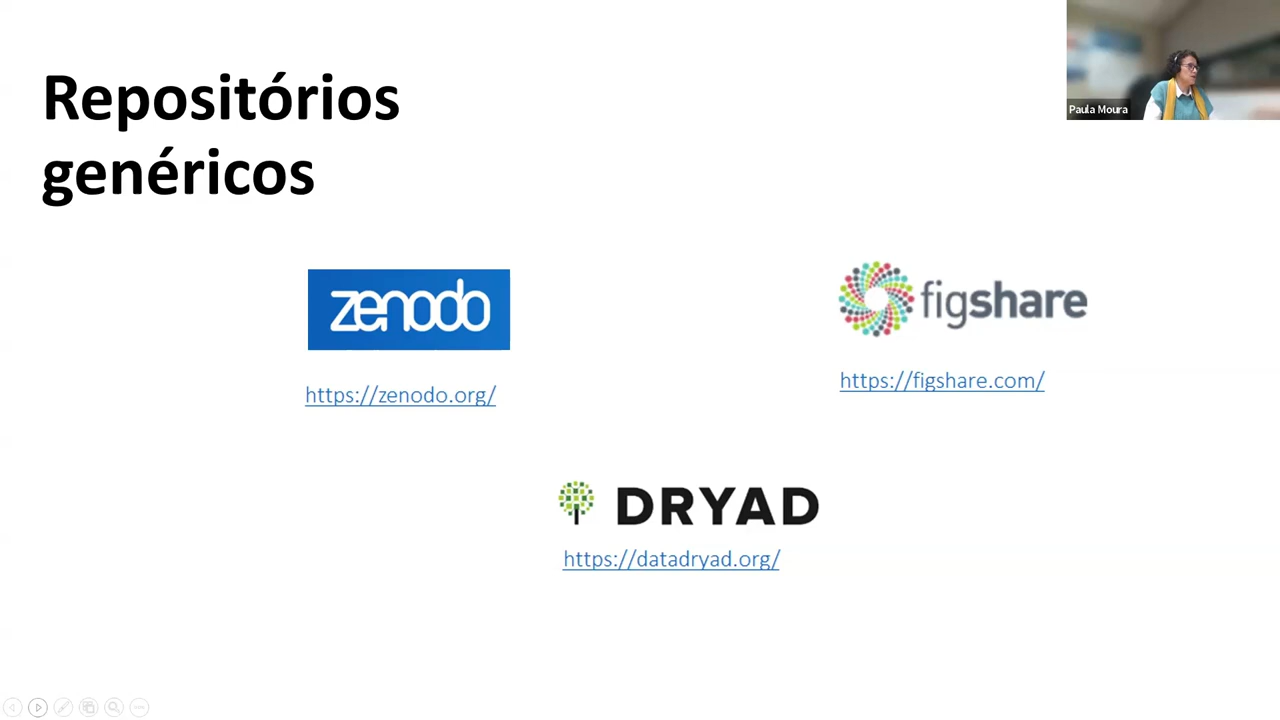 Repositórios
genéricos
Paula Moura
zenodo
https://zenodo.org/
figshare
https://figshare.com/
DRYAD
https://datadryad.org/